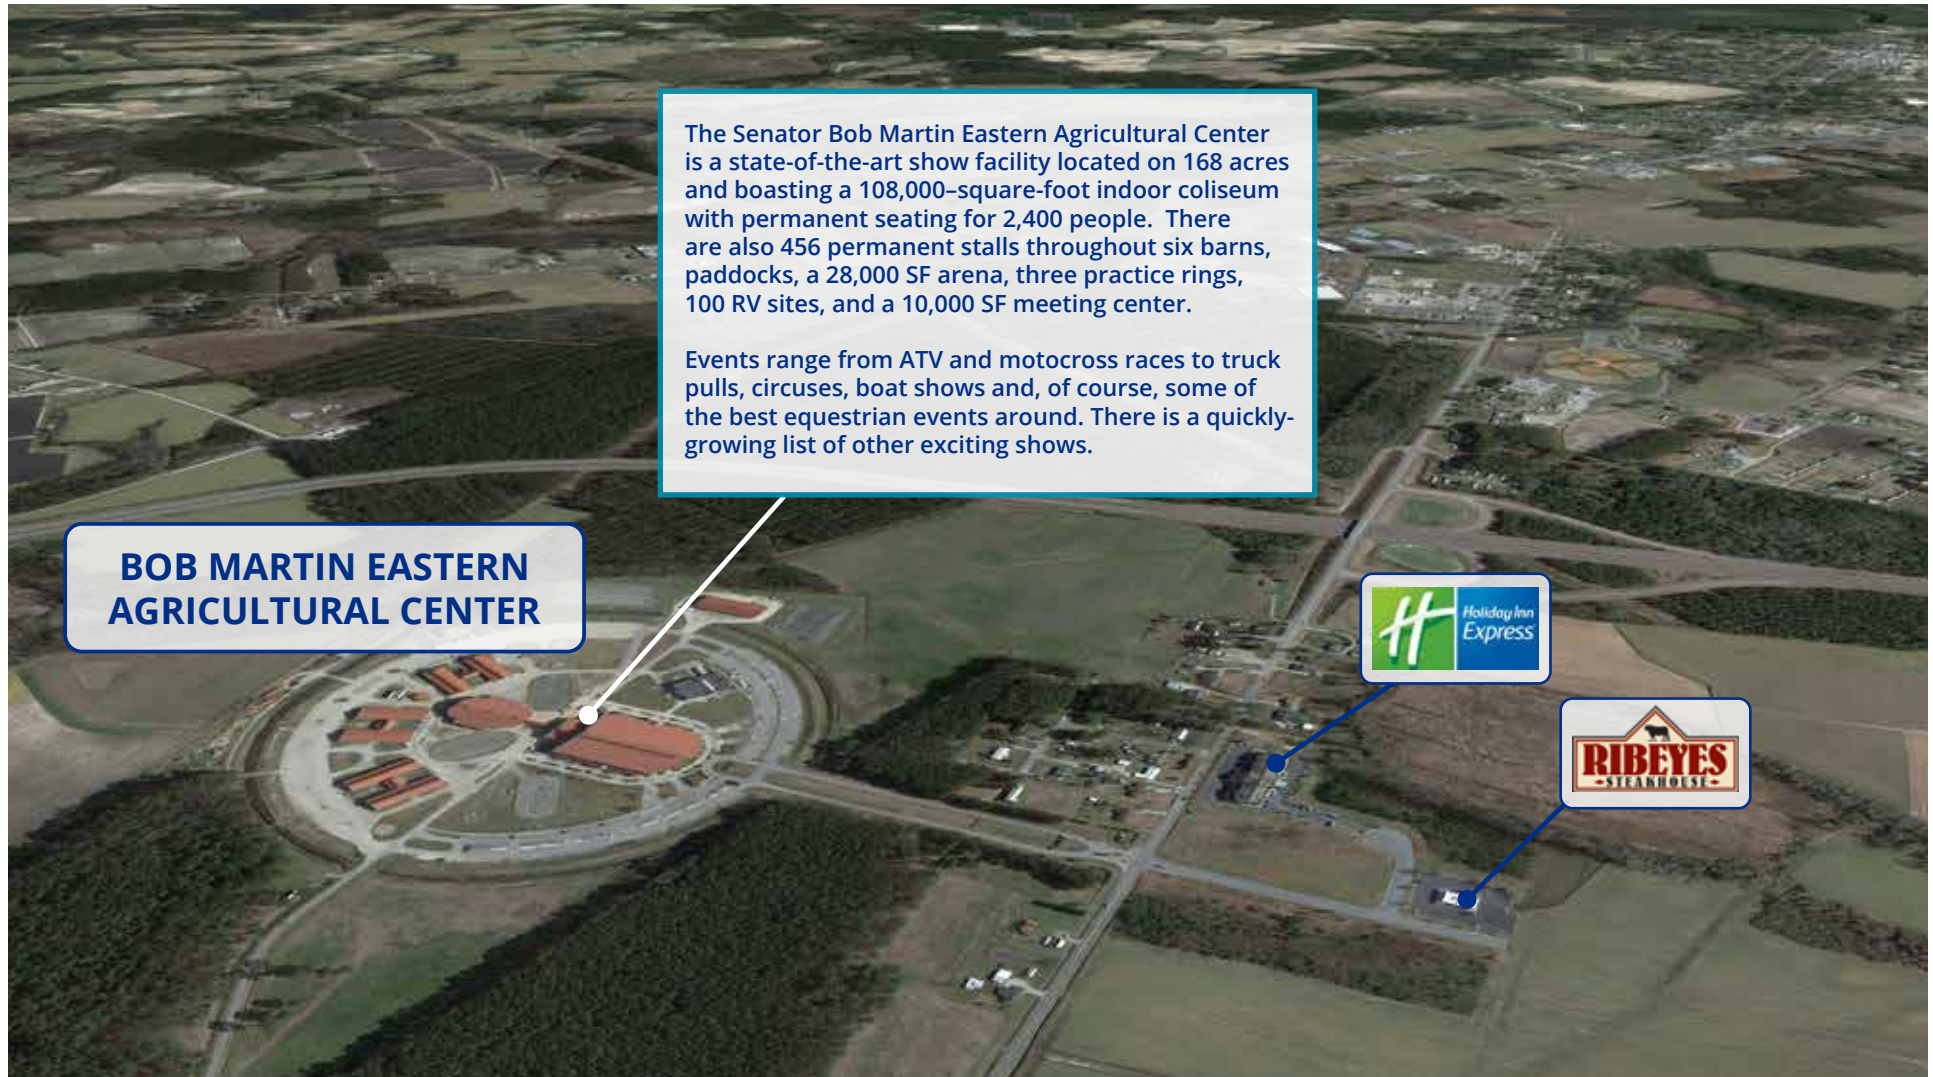 The Senator Bob Martin Eastern Agricultural Center
is a state-of-the-art show facility located on 168 acres
and boasting a 108,000–square-foot indoor coliseum
with permanent seating for 2,400 people.  There
are also 456 permanent stalls throughout six barns,
paddocks, a 28,000 SF arena, three practice rings,
100 RV sites, and a 10,000 SF meeting center.
Events range from ATV and motocross races to truck
pulls, circuses, boat shows and, of course, some of
the best equestrian events around. There is a quickly-
growing list of other exciting shows.
BOB MARTIN EASTERN
AGRICULTURAL CENTER
Holiday Inn
Express
RIBEYES
STEAKHOUSE